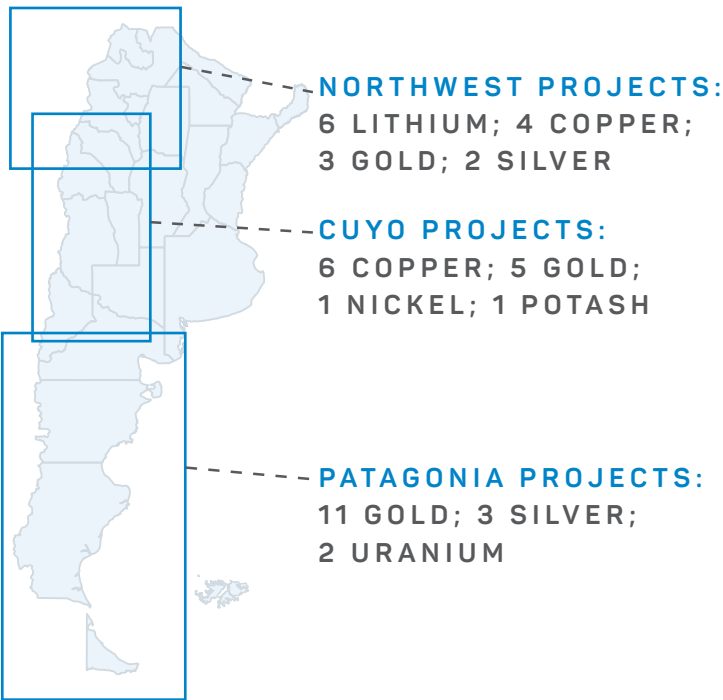 NORTHWEST PROJECTS:
6 LITHIUM; 4 COPPER;
3 GOLD; 2 SILVER
CUYO PROJECTS:
6 COPPER; 5 GOLD;
1 NICKEL; 1 POTASH
PATAGONIA PROJECTS:
11 GOLD; 3 SILVER;
2 URANIUM